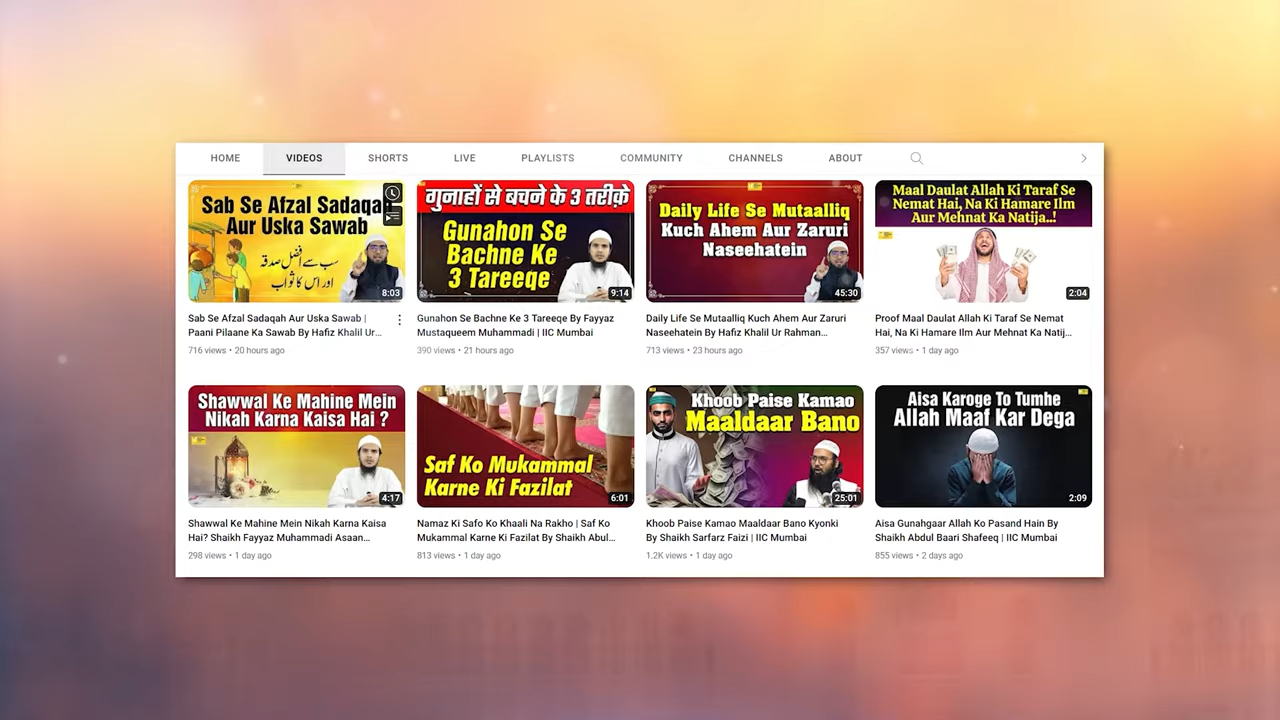 HOME VIDEOS SHORTS LIVE PLAYLISTS COMMUNITY CHANNELS ABOUT
Sab Se Afzal Sadaqah
Aur Uska Sawab
سب سے افضل صدقہ
اور اس کا ثواب
8:03
Sab Se Afzal Sadaqah Aur Uska Sawab |
Paani Pilaane Ka Sawab By Hafiz Khalil Ur...
716 views • 20 hours ago
गुनाहों से बचने के 3 तरीक़े
Gunahon Se
Bachne Ke
3 Tareeqe
9:14
Gunahon Se Bachne Ke 3 Tareeqe By Fayyaz
Mustaqueem Muhammadi | IIC Mumbai
390 views • 21 hours ago
Daily Life Se Mutaalliq
Kuch Ahem Aur Zaruri
Naseehatein
45:30
Daily Life Se Mutaalliq Kuch Ahem Aur Zaruri
Naseehatein By Hafiz Khalil Ur Rahman...
713 views • 23 hours ago
Maal Daulat Allah Ki Taraf Se
Nemat Hai, Na Ki Hamare Ilm
Aur Mehnat Ka Natija..!
2:04
Proof Maal Daulat Allah Ki Taraf Se Nemat
Hai, Na Ki Hamare Ilm Aur Mehnat Ka Natij...
357 views • 1 day ago
Shawwal Ke Mahine Mein
Nikah Karna Kaisa Hai ?
4:17
Shawwal Ke Mahine Mein Nikah Karna Kaisa
Hai? Shaikh Fayyaz Muhammadi Asaan...
298 views • 1 day ago
Saf Ko Mukammal
Karne Ki Fazilat
6:01
Namaz Ki Safo Ko Khaali Na Rakho | Saf Ko
Mukammal Karne Ki Fazilat By Shaikh Abul...
813 views • 1 day ago
Khoob Paise Kamao
Maaldaar Bano
25:01
Khoob Paise Kamao Maaldaar Bano Kyonki
By Shaikh Sarfarz Faizi | IIC Mumbai
1.2K views • 1 day ago
Aisa Karoge To Tumhe
Allah Maaf Kar Dega
2:09
Aisa Gunahgaar Allah Ko Pasand Hain By
Shaikh Abdul Baari Shafeeq | IIC Mumbai
855 views • 2 days ago